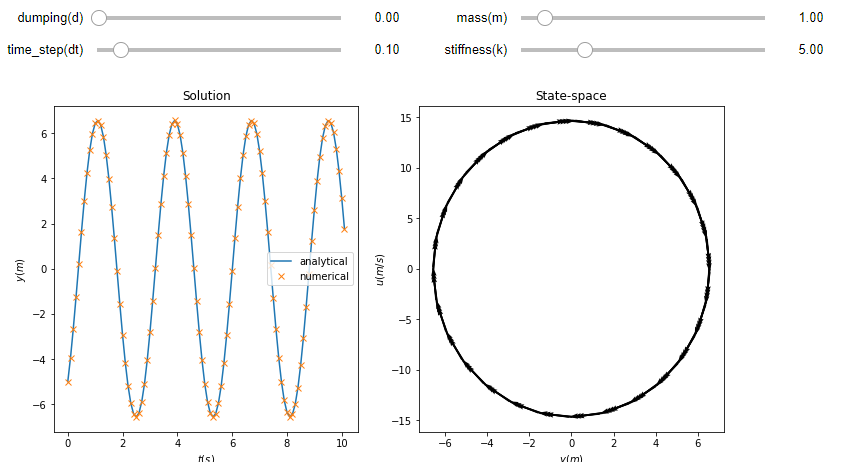 dumping(d) 0.00 mass(m) 1.00
time_step(dt) 0.10 stiffness(k) 5.00
Solution
6
4
2
0
−2
−4
−6
y(m)
analytical
numerical
0 2 4 6 8 10
t(s)
State-space
15
10
5
0
−5
−10
−15
u(m/s)
−6 −4 −2 0 2 4 6
y(m)